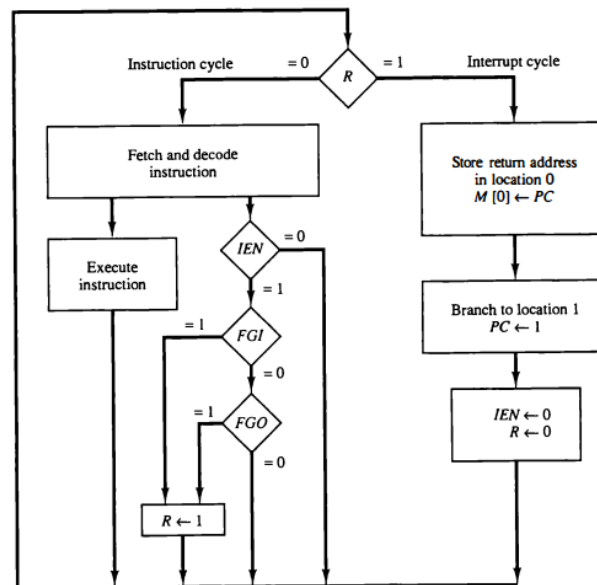 Instruction cycle
= 0
R
= 1
Interrupt cycle
Fetch and decode
instruction
Store return address
in location 0
M [0] ← PC
IEN
= 0
Execute
instruction
= 1
Branch to location 1
PC ← 1
= 1
FGI
= 0
IEN ← 0
R ← 0
= 1
FGO
= 0
R ← 1